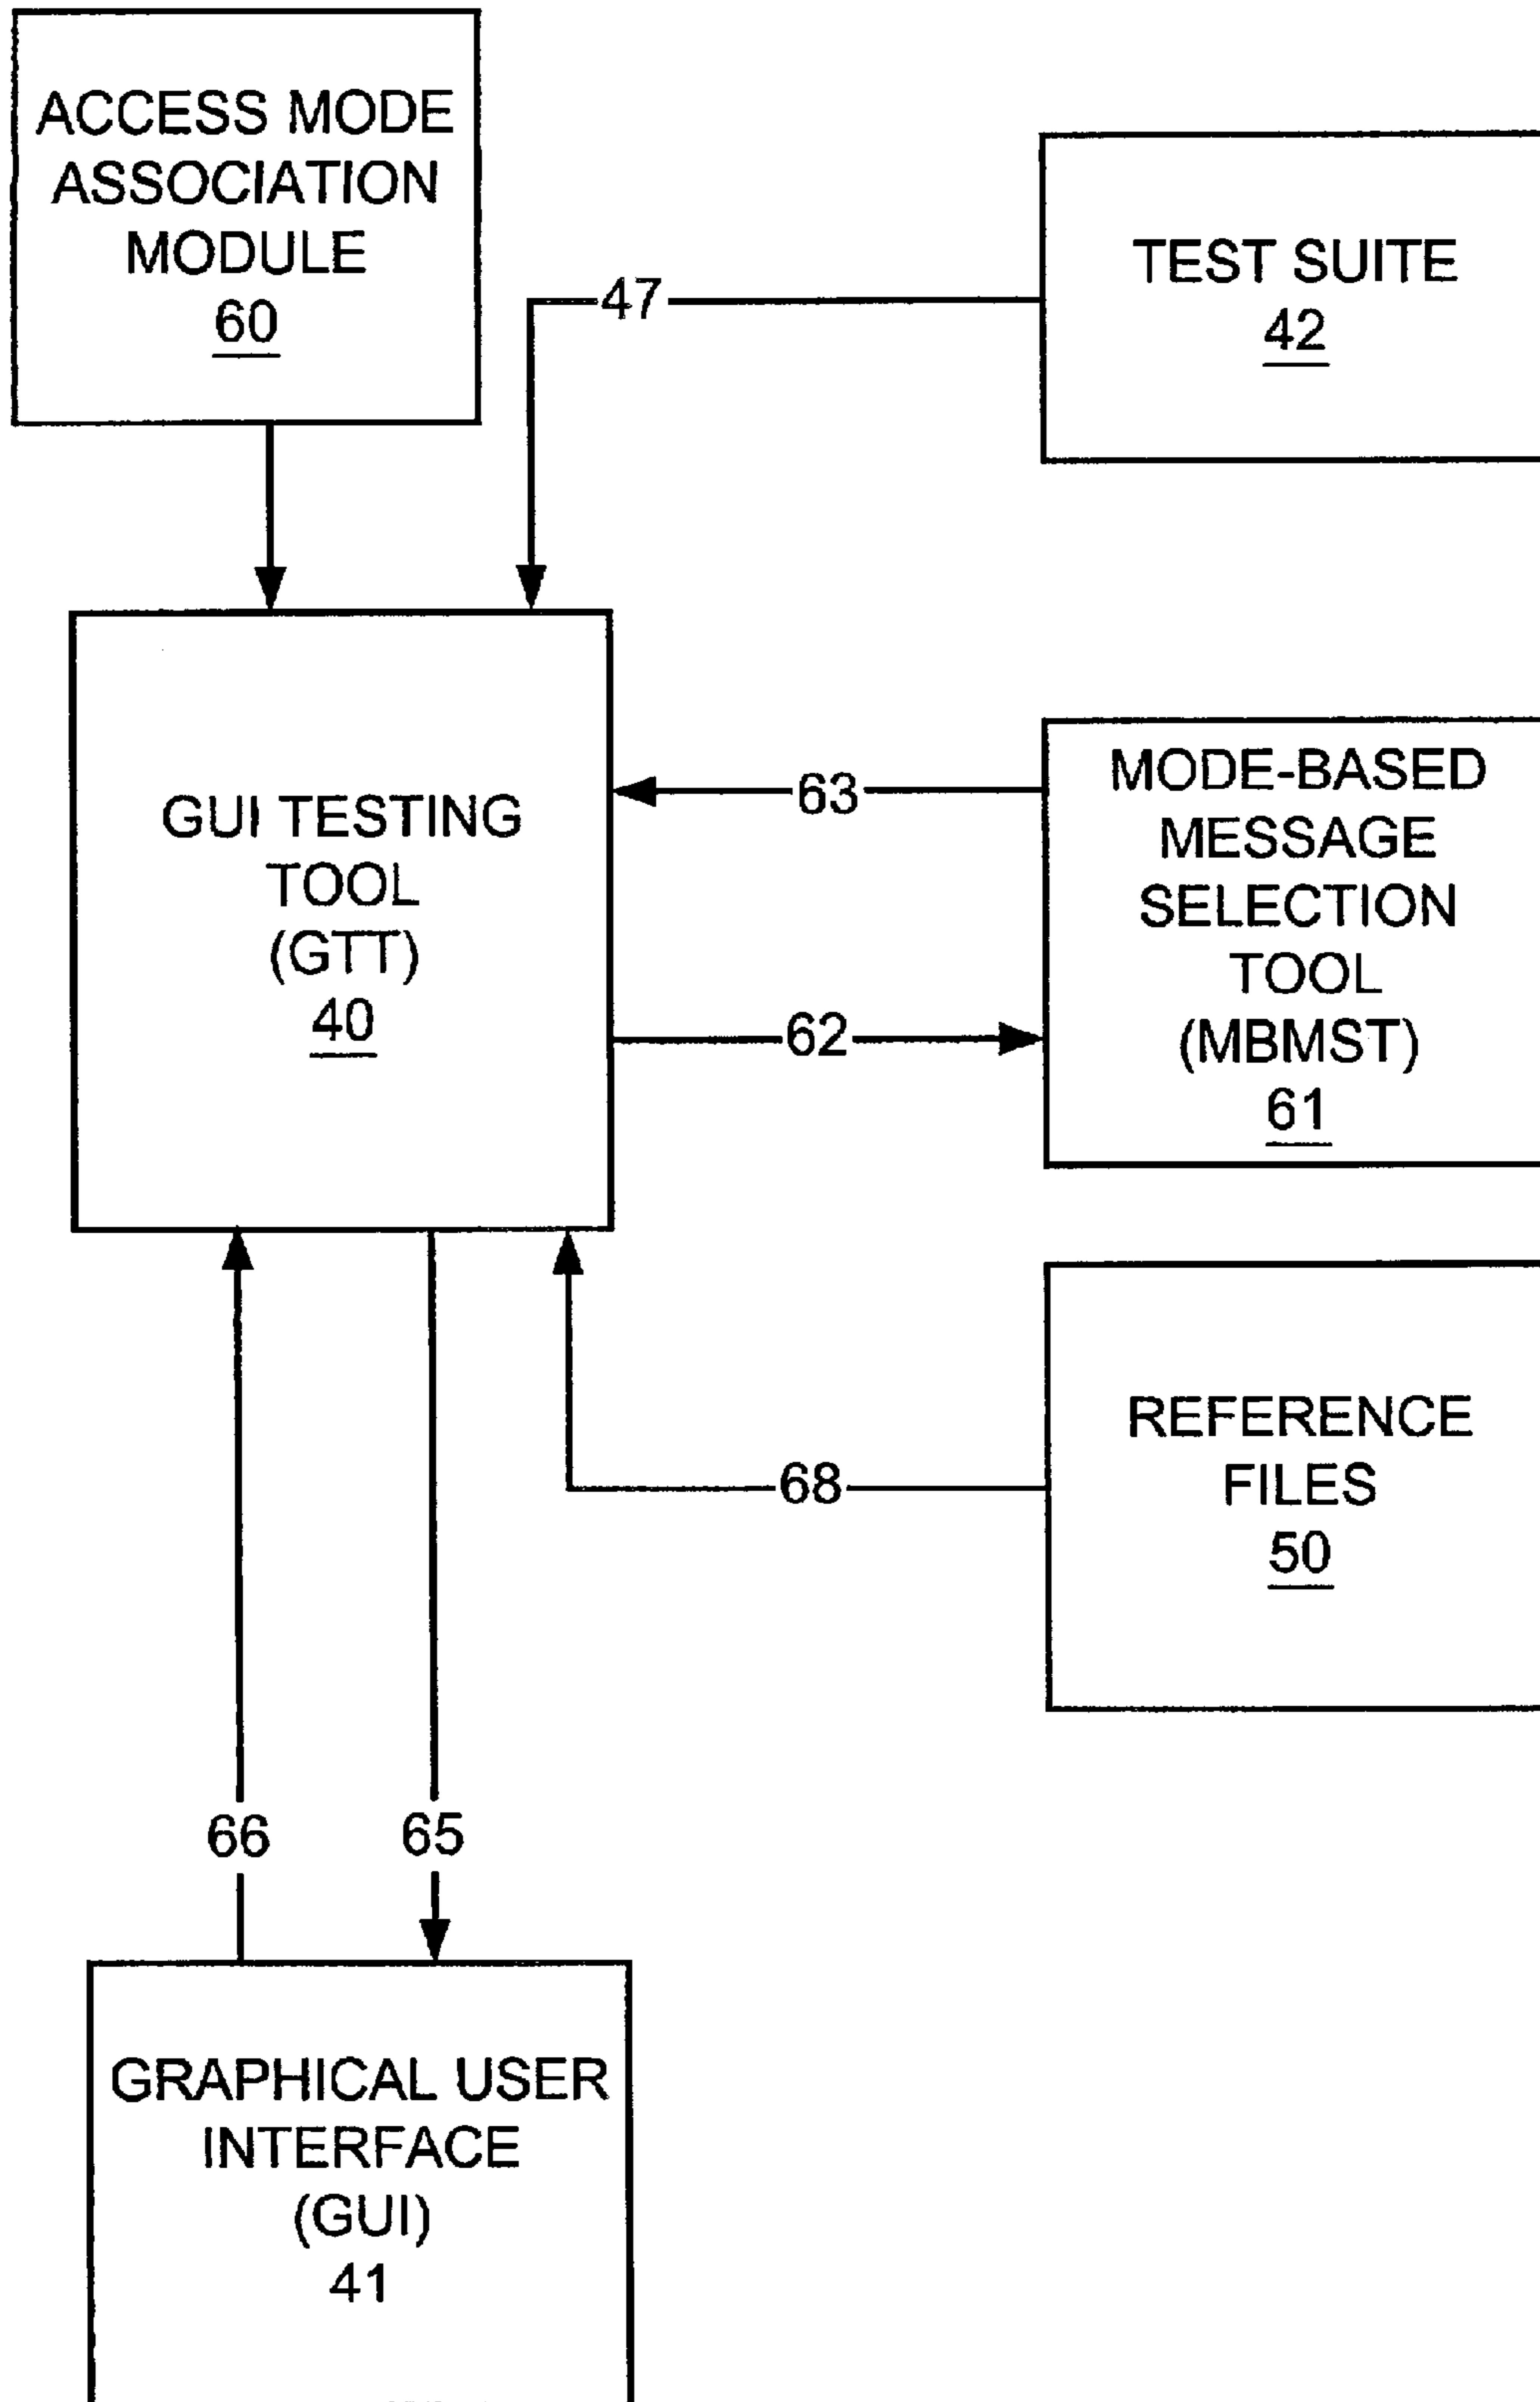 ACCESS MODE
ASSOCIATION
MODULE
60
47
TEST SUITE
42
GUI TESTING
TOOL
(GTT)
40
63
62
MODE-BASED
MESSAGE
SELECTION
TOOL
(MBMST)
61
68
REFERENCE
FILES
50
66
65
GRAPHICAL USER
INTERFACE
(GUI)
41